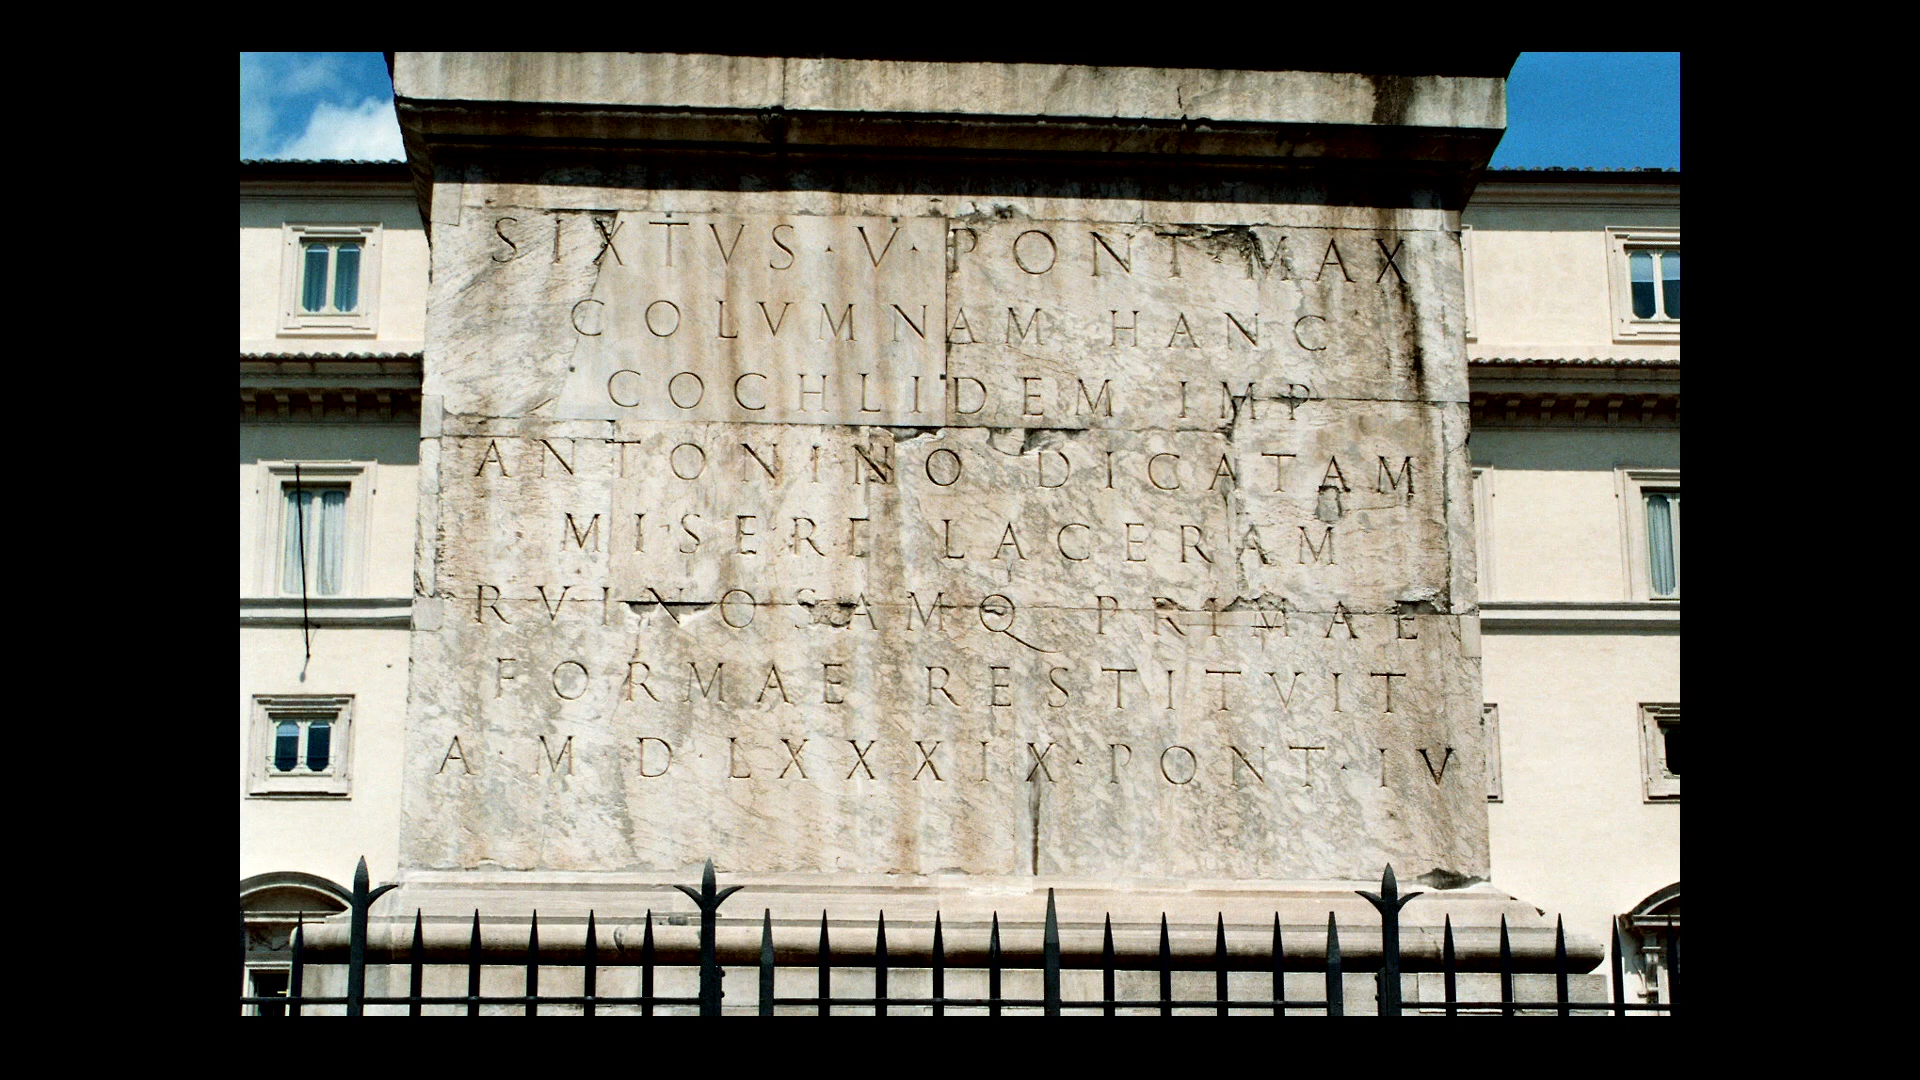 SIXTVS · V · PONT · MAX
COLVMNAM HANC
COCHLIDEM IMP
ANTONINO DICATAM
MISERE LACERAM
RVINOSAMQ PRIMAE
FORMAE RESTITVIT
A · M · D · LXXXIX · PONT · IV